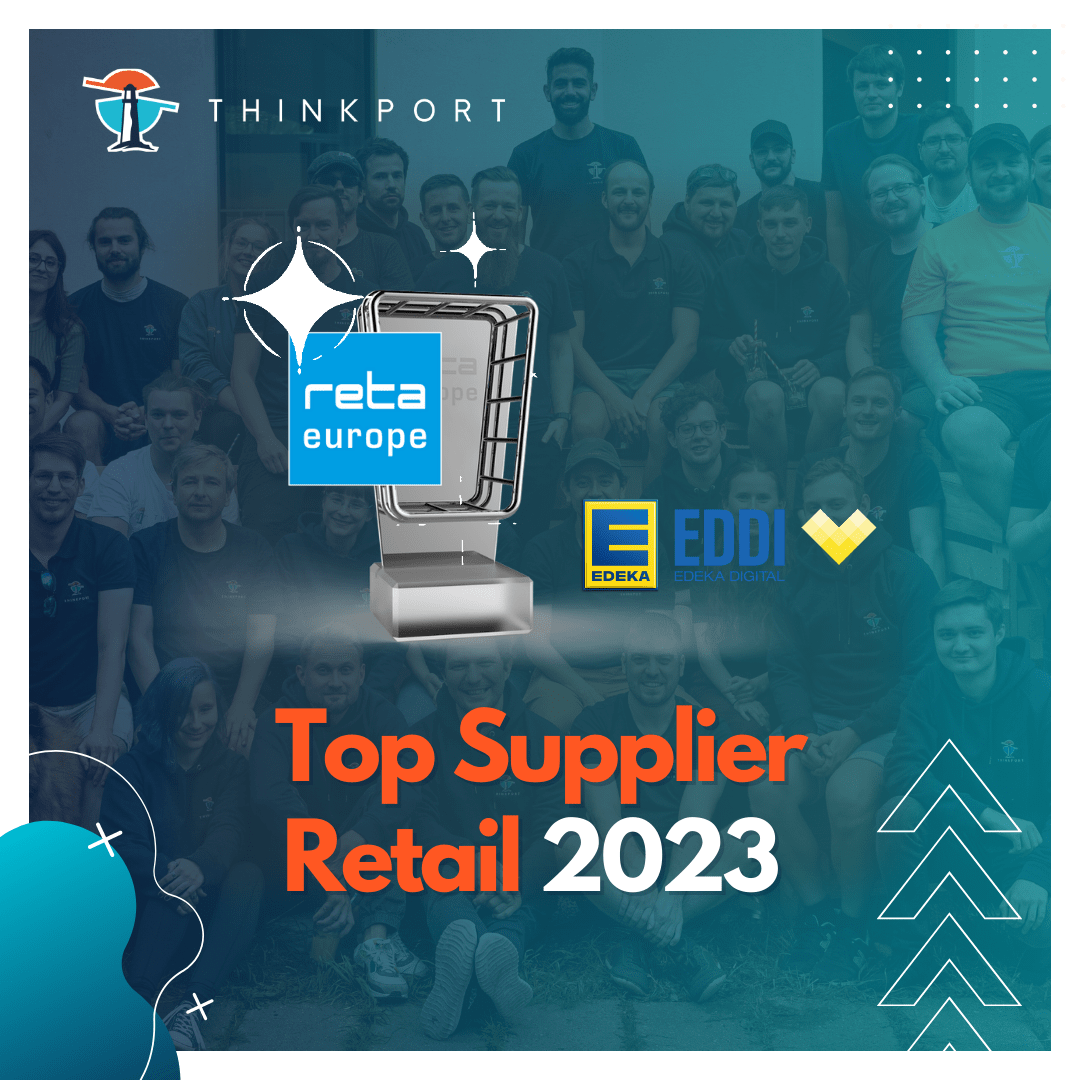 THINKPORT
reta
europe
EDEKA
EDDI
EDEKA DIGITAL
Top Supplier
Retail 2023